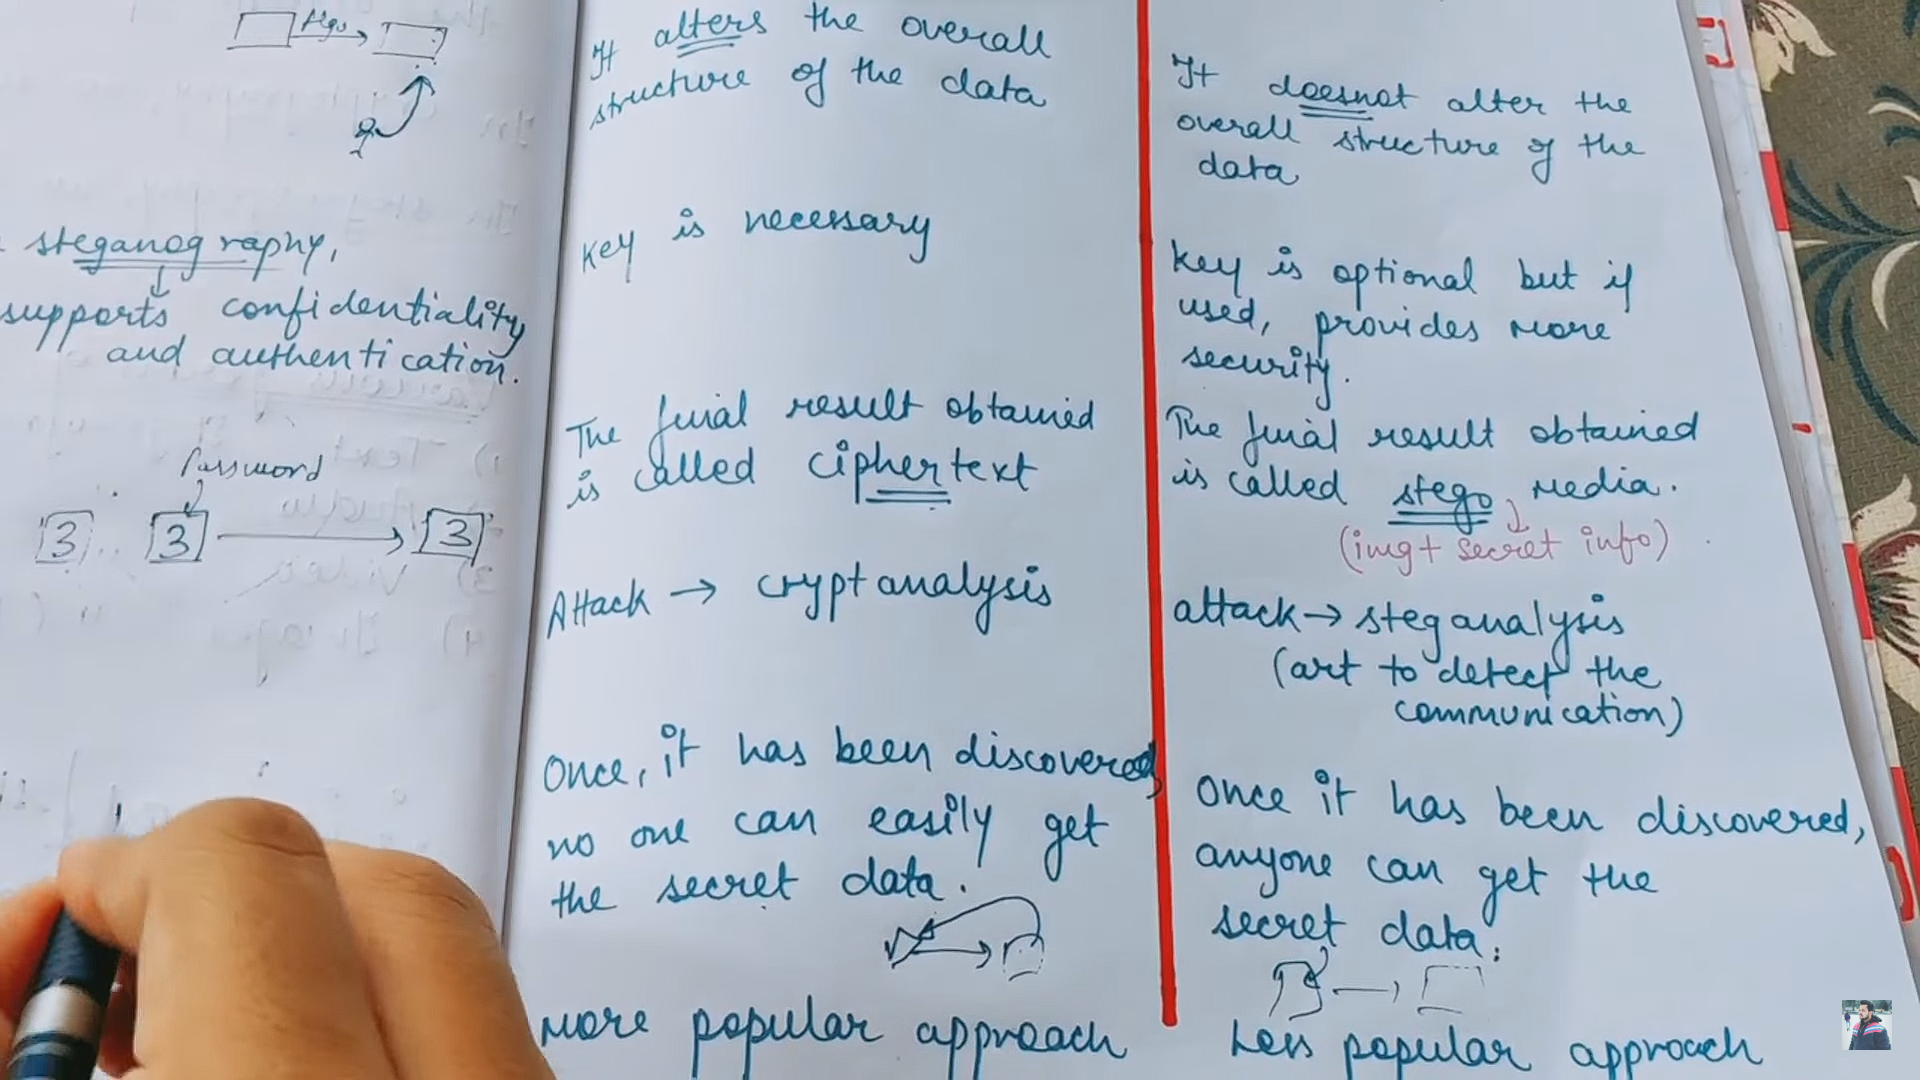 Algo
steganography,
supports confidentiality
and authentication.
Password
3 3 3
It alters the overall
structure of the data
key is necessary
The final result obtained
is called ciphertext
Attack → cryptanalysis
Once, it has been discovered,
no one can easily get
the secret data.
More popular approach
It doesnot alter the
overall structure of the
data
key is optional but if
used, provides more
security.
The final result obtained
is called stego media.
(img + secret info)
attack → steganalysis
(art to detect the
communication)
Once it has been discovered,
anyone can get the
secret data.
Less popular approach